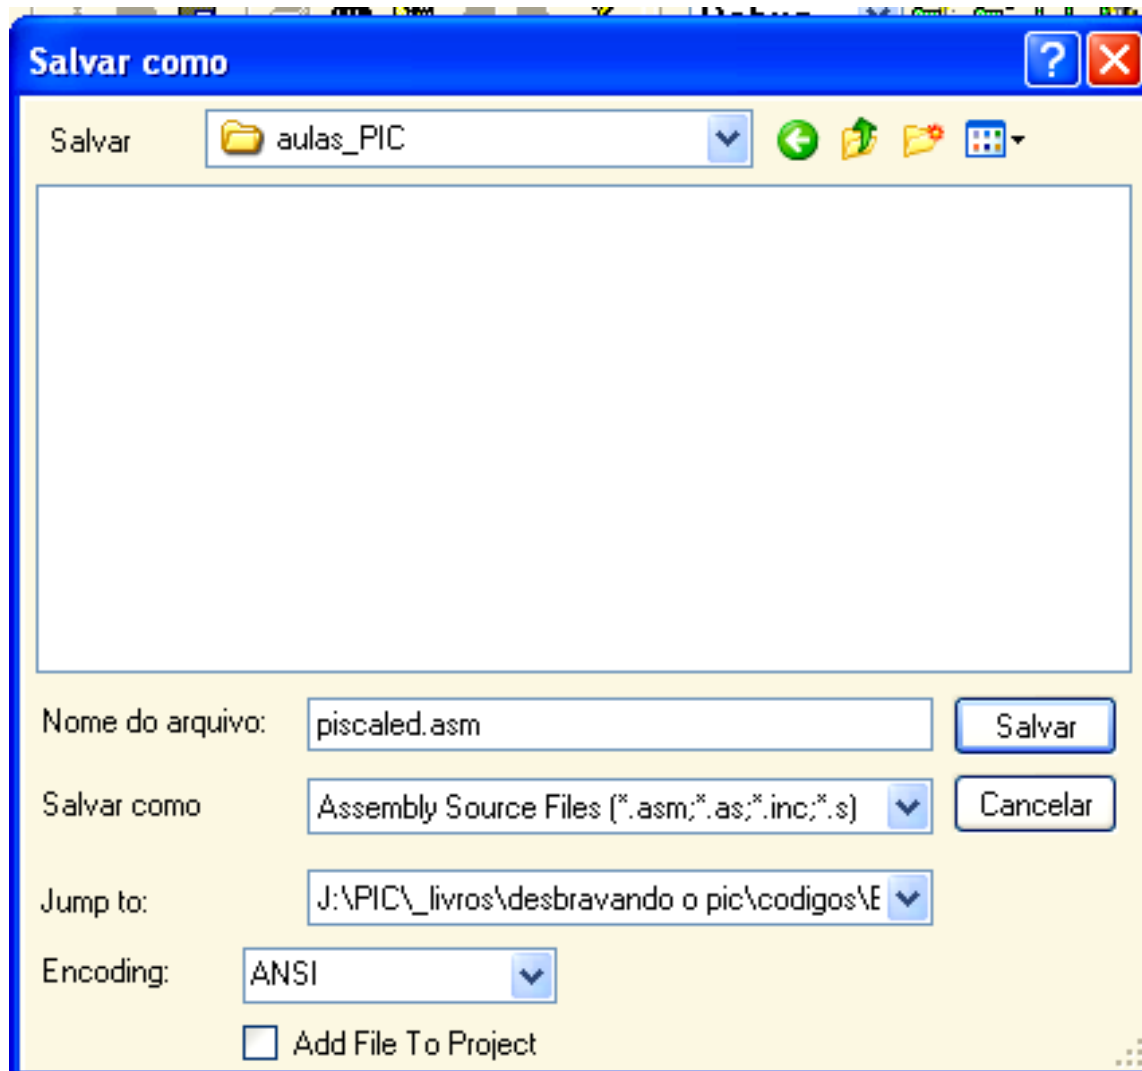 Debug
Salvar como
Salvar aulas_PIC
Nome do arquivo: piscaled.asm Salvar
Salvar como Assembly Source Files (*.asm;*.as;*.inc;*.s) Cancelar
Jump to: J:\PIC\_livros\desbravando o pic\codigos\E
Encoding: ANSI
Add File To Project